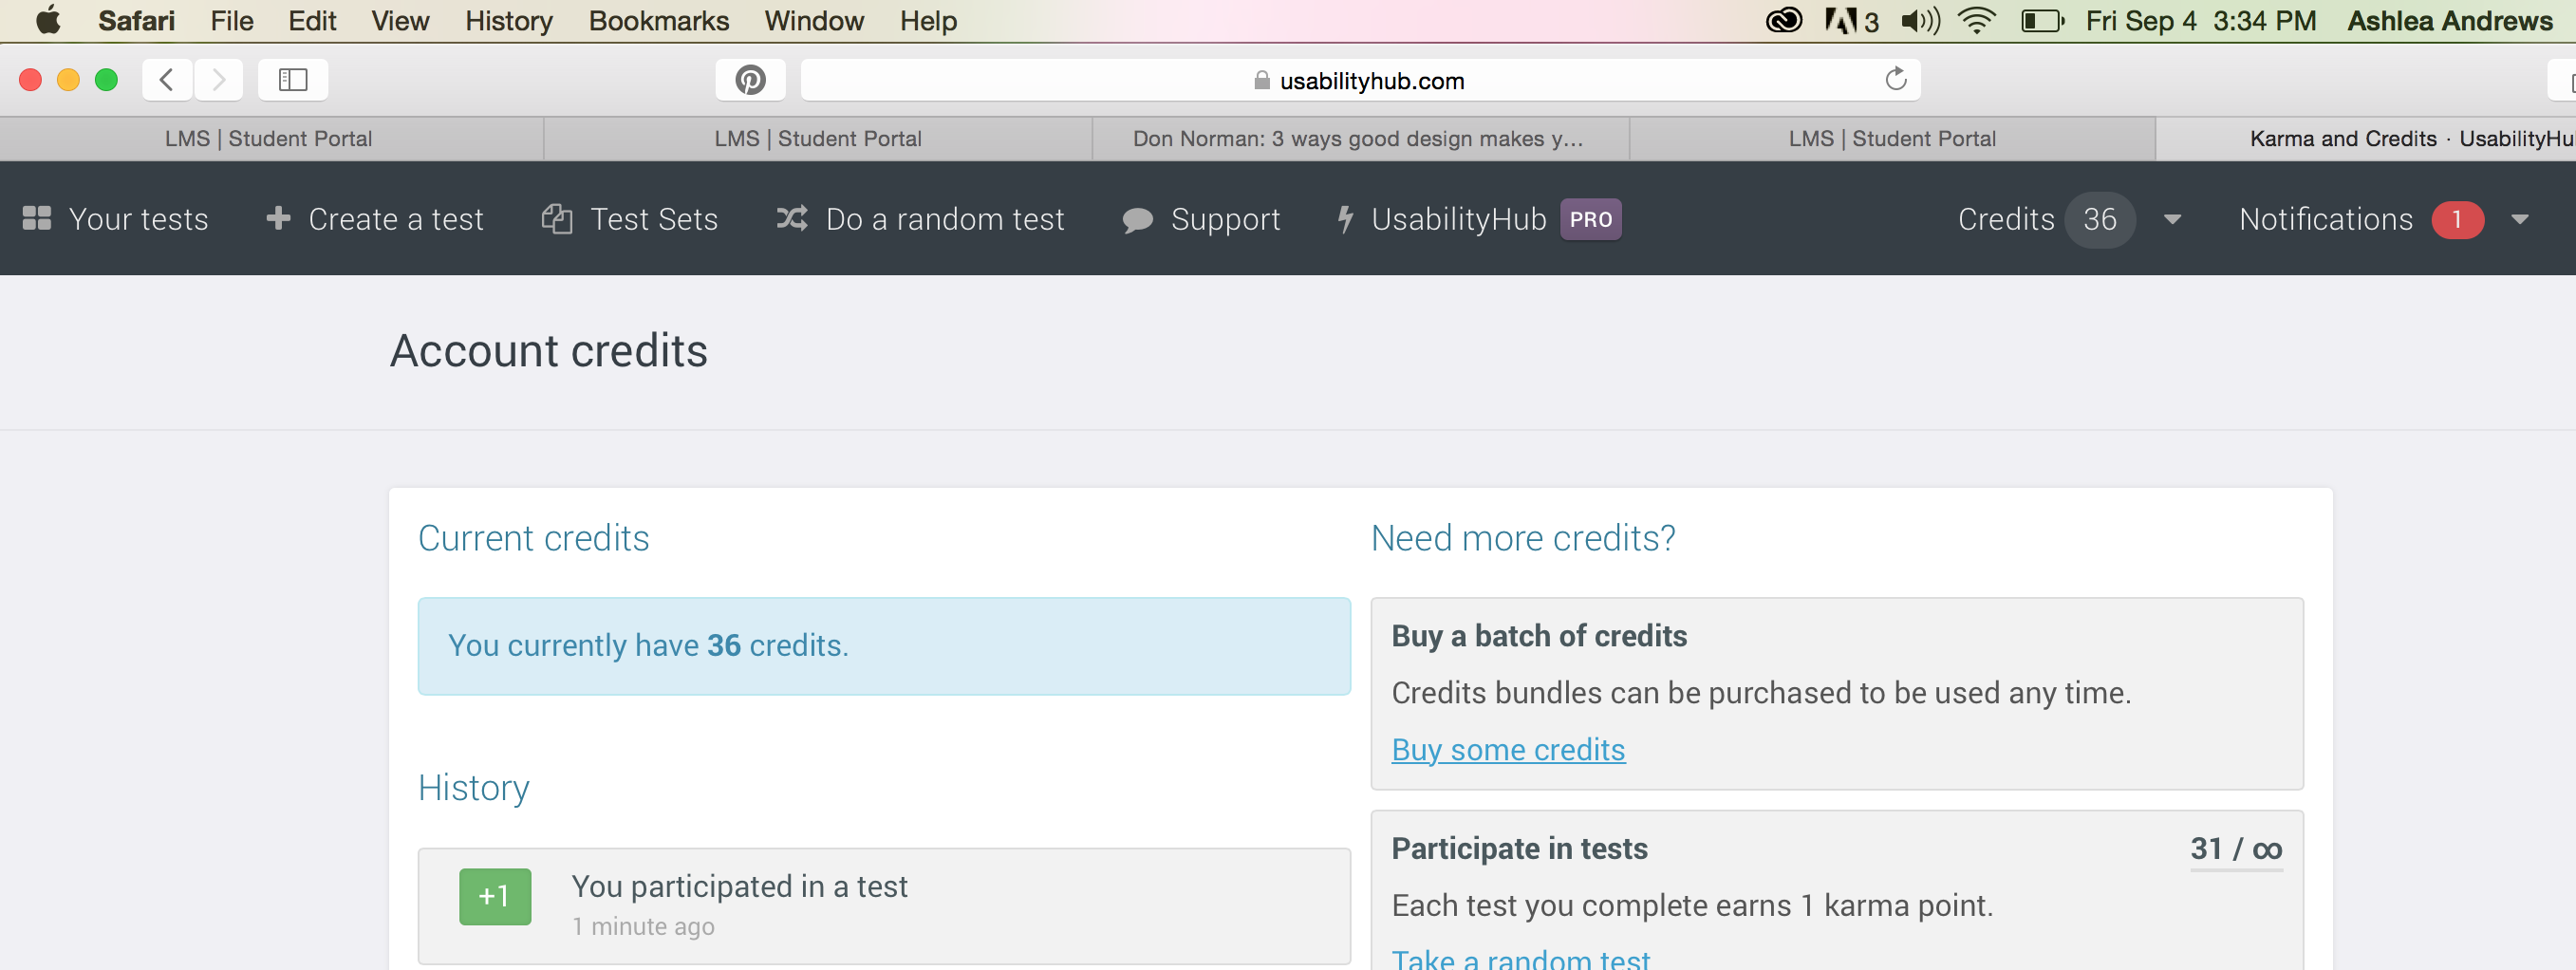 Safari File Edit View History Bookmarks Window Help 3 Fri Sep 4 3:34 PM Ashlea Andrews
usabilityhub.com
LMS | Student Portal LMS | Student Portal Don Norman: 3 ways good design makes y... LMS | Student Portal Karma and Credits · UsabilityHu
Your tests Create a test Test Sets Do a random test Support UsabilityHub PRO Credits 36 Notifications 1
Account credits
Current credits
You currently have 36 credits.
History
+1 You participated in a test
1 minute ago
Need more credits?
Buy a batch of credits
Credits bundles can be purchased to be used any time.
Buy some credits
Participate in tests 31 / ∞
Each test you complete earns 1 karma point.
Take a random test